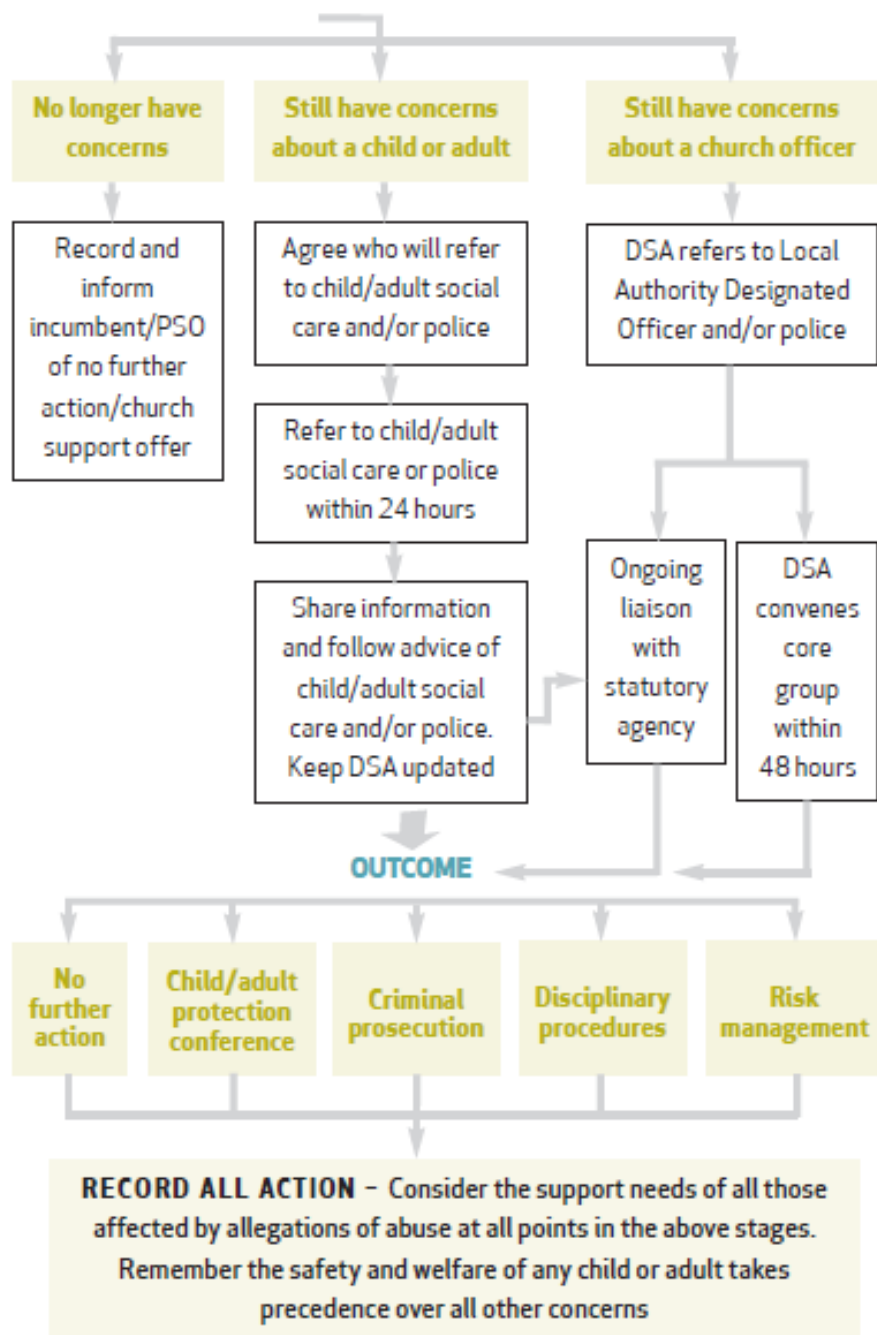 No longer have
concerns
Still have concerns
about a child or adult
Still have concerns
about a church officer
Record and
inform
incumbent/PSO
of no further
action/church
support offer
Agree who will refer
to child/adult social
care and/or police
DSA refers to Local
Authority Designated
Officer and/or police
Refer to child/adult
social care or police
within 24 hours
Share information
and follow advice of
child/adult social
care and/or police.
Keep DSA updated
Ongoing
liaison
with
statutory
agency
DSA
convenes
core
group
within
48 hours
OUTCOME
No
further
action
Child/adult
protection
conference
Criminal
prosecution
Disciplinary
procedures
Risk
management
RECORD ALL ACTION – Consider the support needs of all those
affected by allegations of abuse at all points in the above stages.
Remember the safety and welfare of any child or adult takes
precedence over all other concerns